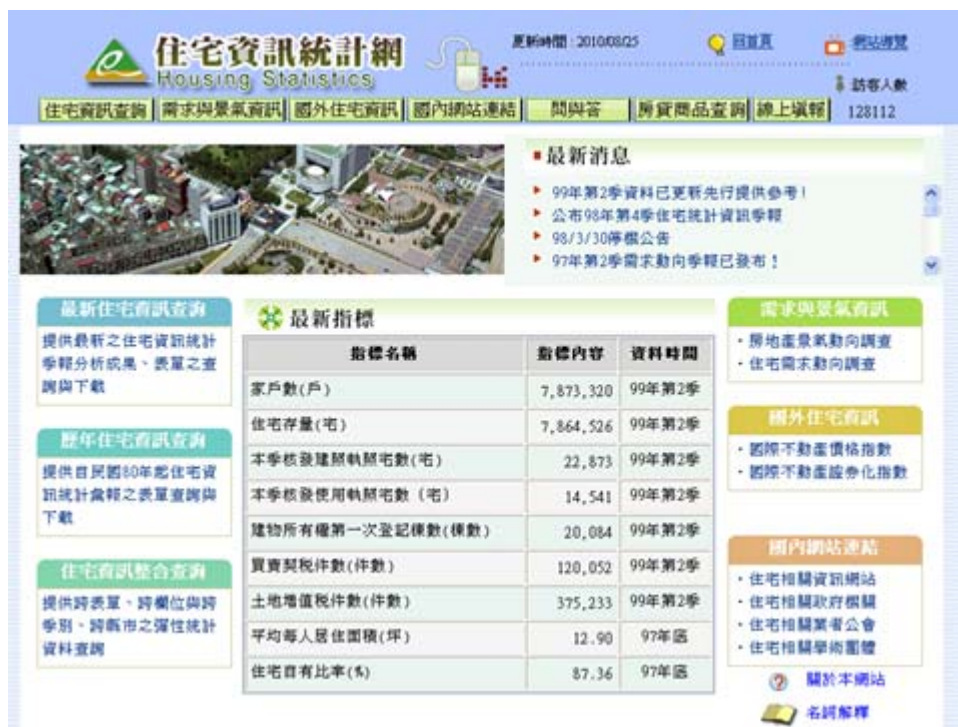 住宅資訊統計網
Housing Statistics
更新時間：2010/08/25
回首頁
網站導覽
訪客人數
128112
住宅資訊查詢
需求與景氣資訊
國外住宅資訊
國內網站連結
問與答
房貸商品查詢
線上填報
最新消息
99年第2季資料已更新先行提供參考!
公布98年第4季住宅統計資訊季報
98/3/30停機公告
97年第2季需求動向季報已發布!
最新住宅資訊查詢
提供最新之住宅資訊統計
季報分析成果、表單之查
詢與下載
歷年住宅資訊查詢
提供自民國80年起住宅資
訊統計彙報之表單查詢與
下載
住宅資訊整合查詢
提供跨表單、跨欄位與跨
季別、跨縣市之彈性統計
資料查詢
最新指標
指標名稱 指標內容 資料時間
家戶數(戶) 7,873,320 99年第2季
住宅存量(宅) 7,864,526 99年第2季
本季核發建照執照宅數(宅) 22,873 99年第2季
本季核發使用執照宅數 (宅) 14,541 99年第2季
建物所有權第一次登記棟數(棟數) 20,084 99年第2季
買賣契稅件數(件數) 120,052 99年第2季
土地增值稅件數(件數) 375,233 99年第2季
平均每人居住面積(坪) 12.90 97年底
住宅自有比率(%) 87.36 97年底
需求與景氣資訊
・房地產景氣動向調查
・住宅需求動向調查
國外住宅資訊
・國際不動產價格指數
・國際不動產證券化指數
國內網站連結
・住宅相關資訊網站
・住宅相關政府機關
・住宅相關業者公會
・住宅相關學術團體
關於本網站
名詞解釋